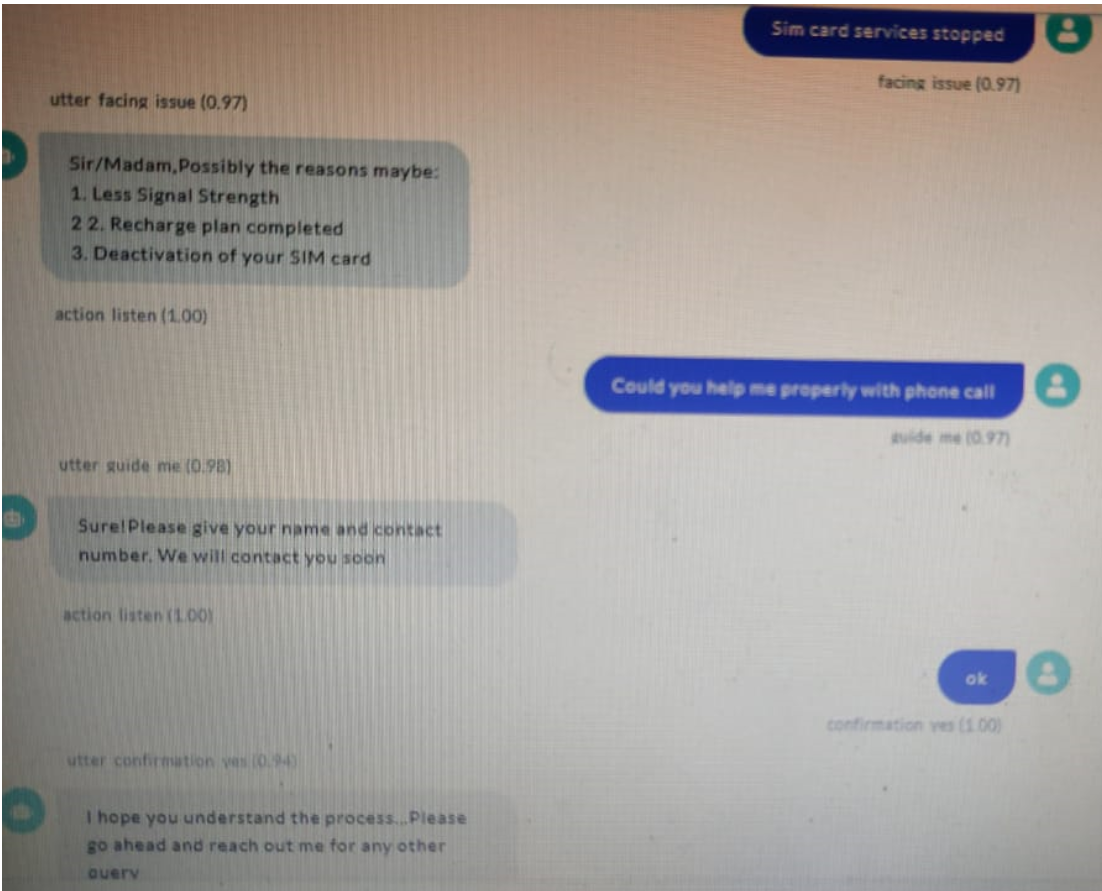 Sim card services stopped
facing issue (0.97)
utter facing issue (0.97)
Sir/Madam,Possibly the reasons maybe:
1. Less Signal Strength
2 2. Recharge plan completed
3. Deactivation of your SIM card
action listen (1.00)
Could you help me properly with phone call
guide me (0.97)
utter guide me (0.98)
Sure!Please give your name and contact
number. We will contact you soon
action listen (1.00)
ok
confirmation yes (1.00)
utter confirmation yes (0.94)
I hope you understand the process...Please
go ahead and reach out me for any other
query